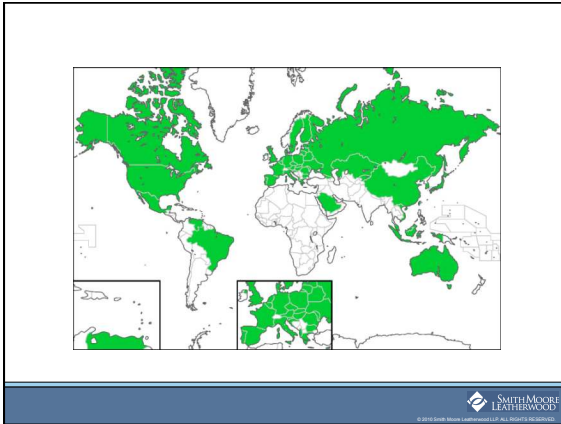 SMITH MOORE
LEATHERWOOD
© 2010 Smith Moore Leatherwood LLP. ALL RIGHTS RESERVED.